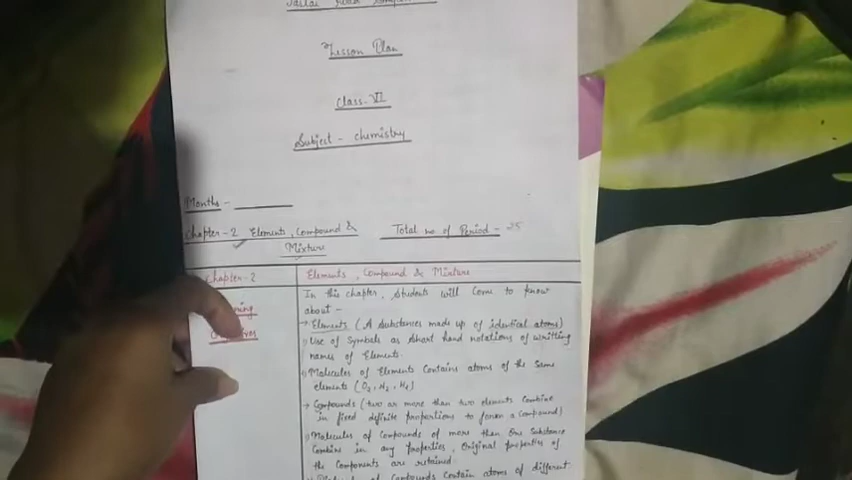 Lesson Plan
Class - VI
Subject - chemistry
Months -
Chapter-2 Element, Compound &
Mixture
Total no of Period - 25
Chapter-2
Elements, Compound & Mixture
In this chapter, students will come to know
about -
→ Elements (A substances made up of identical atoms)
Use of Symbols as short hand notations of writting
names of Elements.
Molecules of Elements Contains atoms of the same
elements (O2, N2, H2)
→ Compounds (two or more than two elements combine
in fixed definite proportions to form a compound)
Molecules of Compounds of more than One Substance
Combine in any properties, Original properties of
the Components are retained.
of Compounds Contain atoms of different